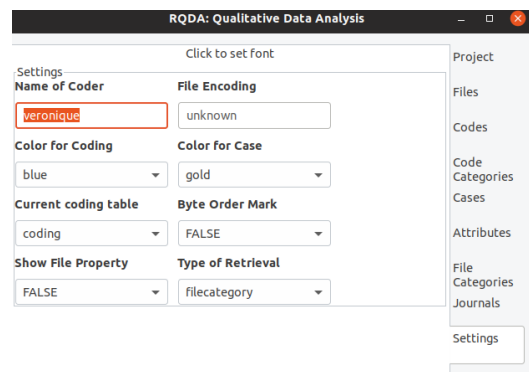 RQDA: Qualitative Data Analysis
Click to set font
Settings
Name of Coder
File Encoding
veronique
unknown
Color for Coding
Color for Case
blue
gold
Current coding table
Byte Order Mark
coding
FALSE
Show File Property
Type of Retrieval
FALSE
filecategory
Project
Files
Codes
Code
Categories
Cases
Attributes
File
Categories
Journals
Settings